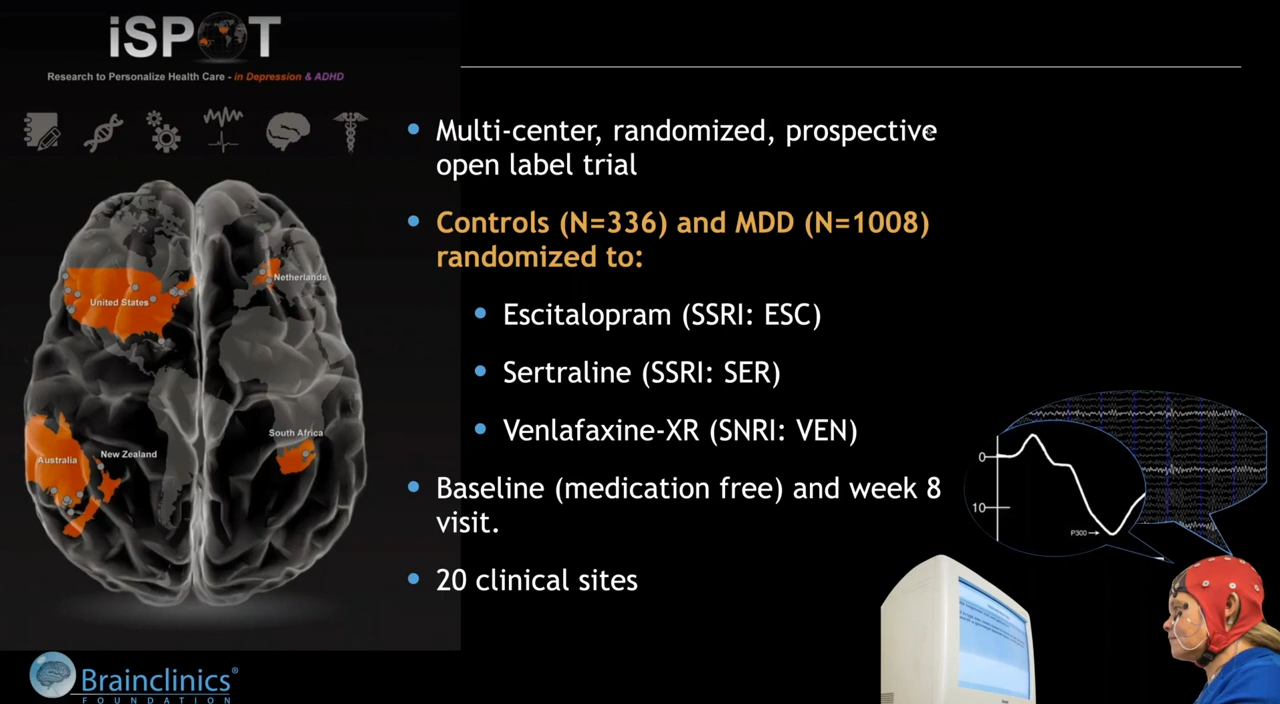 iSPOT
Research to Personalize Health Care - in Depression & ADHD
Multi-center, randomized, prospective
open label trial
Controls (N=336) and MDD (N=1008)
randomized to:
Escitalopram (SSRI: ESC)
Sertraline (SSRI: SER)
Venlafaxine-XR (SNRI: VEN)
Baseline (medication free) and week 8
visit.
20 clinical sites
United States
Netherlands
Australia
New Zealand
South Africa
0
10
P300
Brainclinics®
FOUNDATION